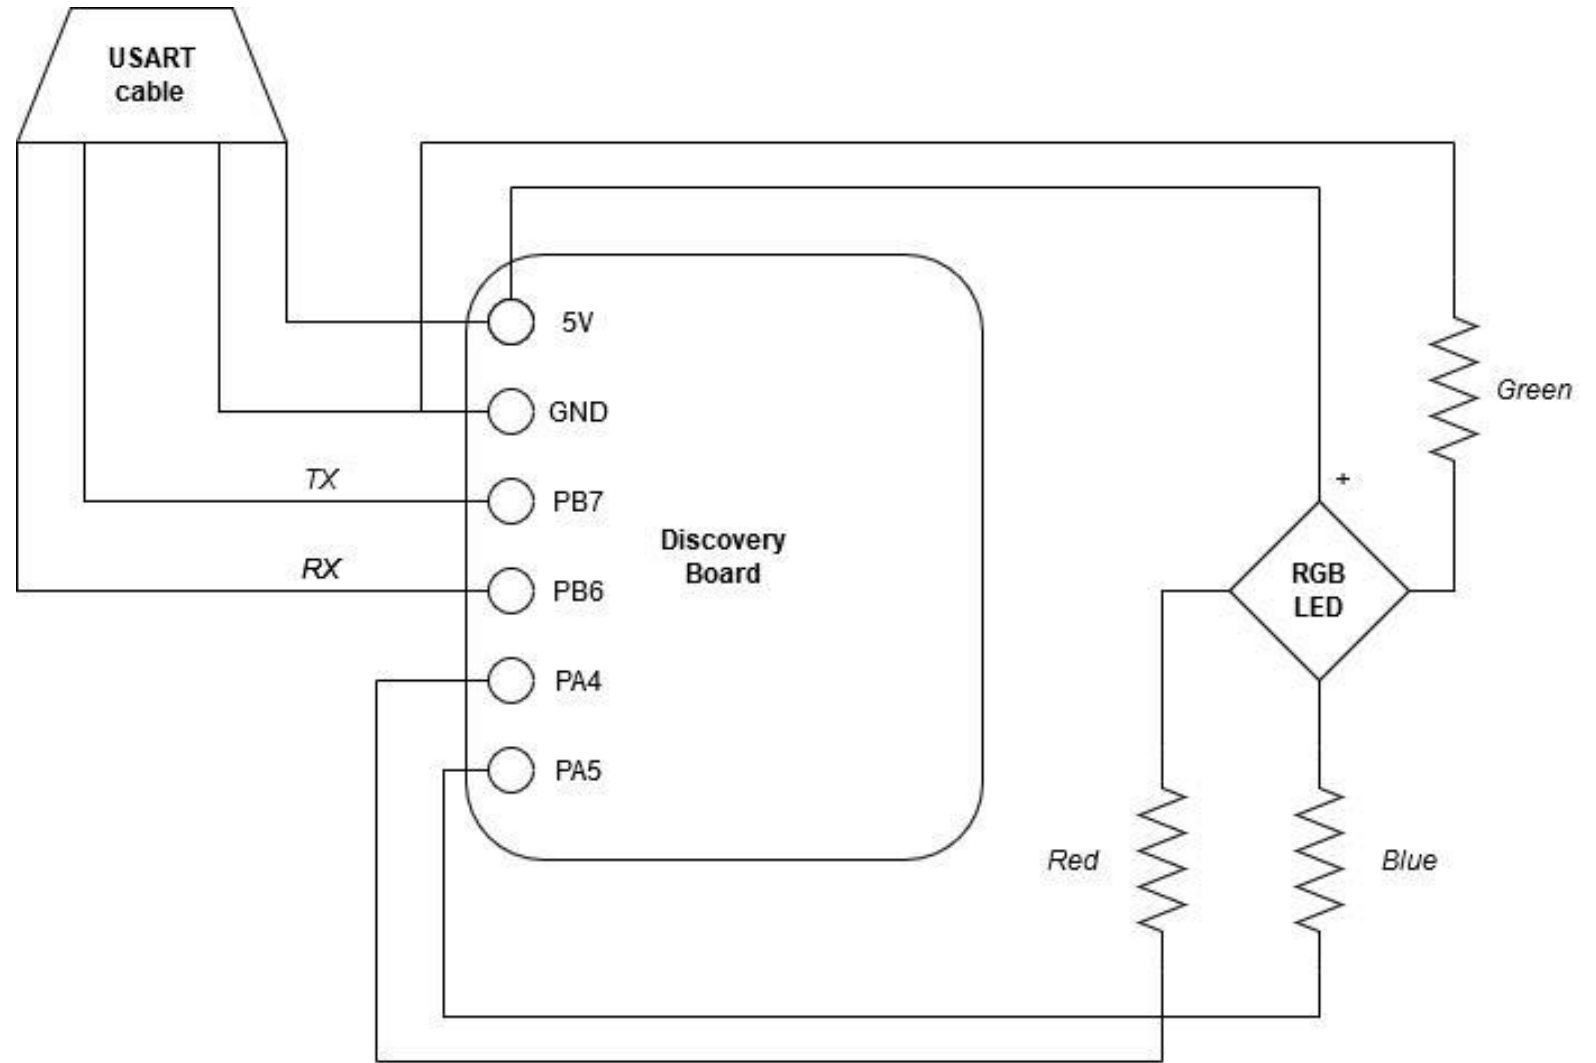 USART
cable
5V
GND
TX
PB7
RX
PB6
PA4
PA5
Discovery
Board
Green
+
RGB
LED
Red
Blue